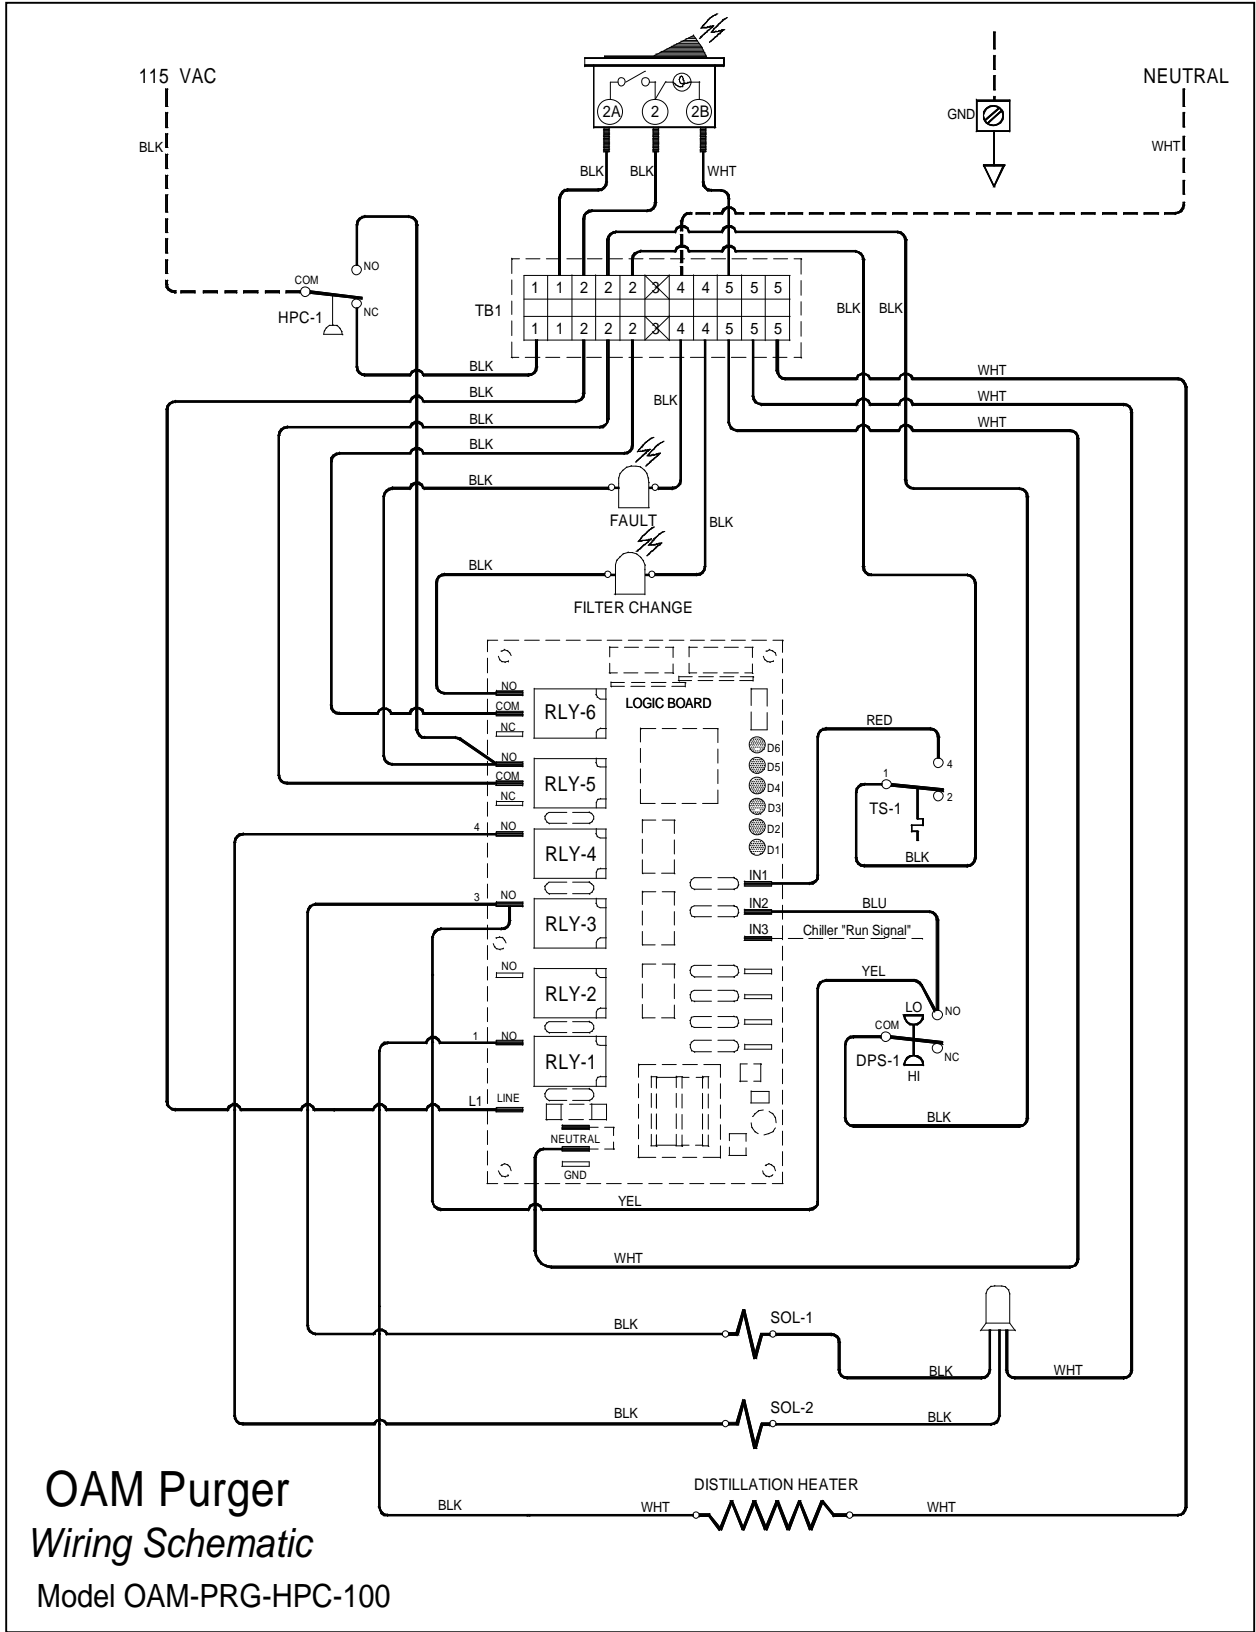 115 VAC
NEUTRAL
2A 2 2B
GND
BLK
WHT
BLK BLK WHT
NO
COM
HPC-1
NC
TB1
1 1 2 2 2 3 4 4 5 5 5
1 1 2 2 2 3 4 4 5 5 5
BLK BLK
BLK
WHT
BLK
BLK
WHT
BLK
WHT
BLK
BLK
FAULT
BLK
BLK
FILTER CHANGE
LOGIC BOARD
NO
COM
NC
RLY-6
NO
COM
NC
RLY-5
4 NO
RLY-4
3 NO
RLY-3
NO
RLY-2
1 NO
RLY-1
L1 LINE
NEUTRAL
GND
D6
D5
D4
D3
D2
D1
IN1
IN2
IN3
RED
4
1
2
TS-1
BLK
BLU
Chiller "Run Signal"
YEL
LO
NO
COM
DPS-1
NC
HI
BLK
YEL
WHT
BLK
SOL-1
BLK
WHT
BLK
SOL-2
BLK
DISTILLATION HEATER
BLK
WHT
WHT
OAM Purger
Wiring Schematic
Model OAM-PRG-HPC-100